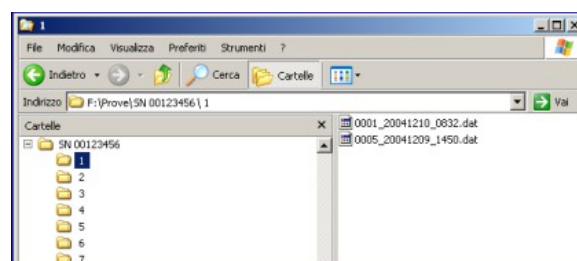 1
File Modifica Visualizza Preferiti Strumenti ?
Indietro Cerca Cartelle
Indirizzo F:\Prove\SN 00123456\ 1 Vai
Cartelle
SN 00123456
1
2
3
4
5
6
7
0001_20041210_0832.dat
0005_20041209_1450.dat